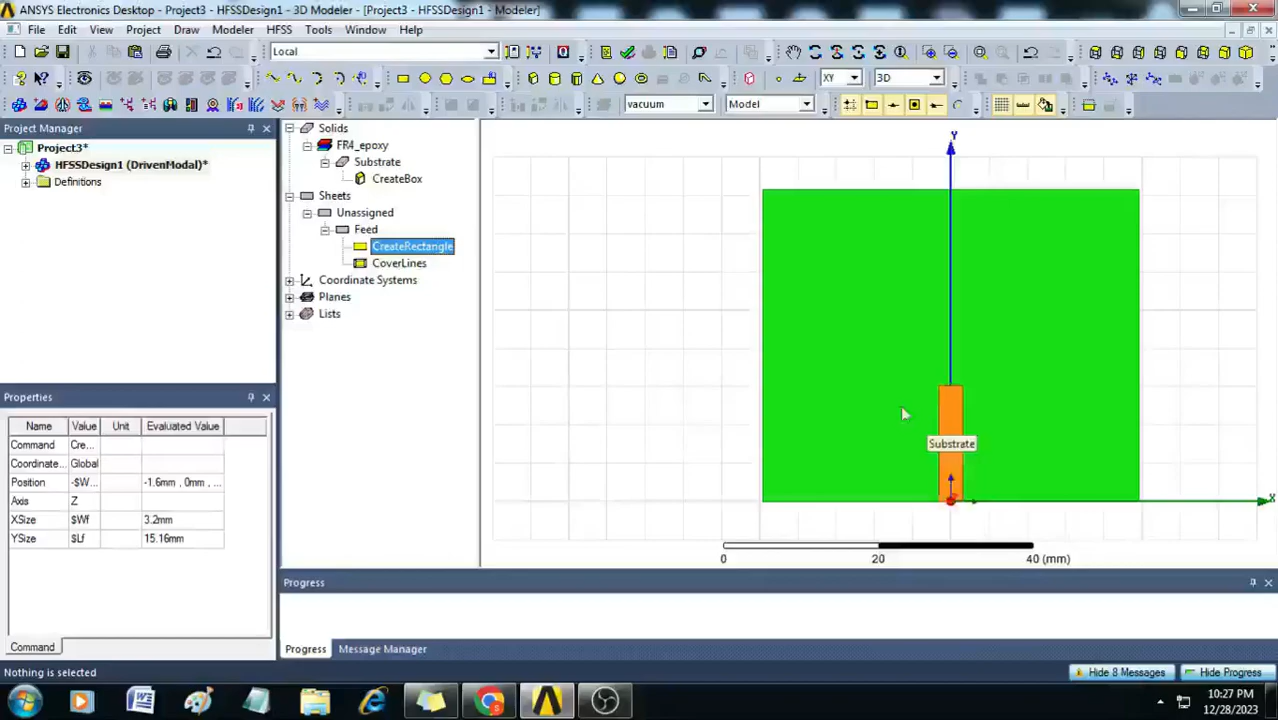 ANSYS Electronics Desktop - Project3 - HFSSDesign1 - 3D Modeler - [Project3 - HFSSDesign1 - Modeler]
File Edit View Project Draw Modeler HFSS Tools Window Help
Local
XY 3D
vacuum Model
Project Manager
Project3*
HFSSDesign1 (DrivenModal)*
Definitions
Solids
FR4_epoxy
Substrate
CreateBox
Sheets
Unassigned
Feed
CreateRectangle
CoverLines
Coordinate Systems
Planes
Lists
Properties
Name Value Unit Evaluated Value
Command Cre...
Coordinate... Global
Position -$W... -1.6mm , 0mm , ...
Axis Z
XSize $Wf 3.2mm
YSize $Lf 15.16mm
Command
Y
Substrate
X
0 20 40 (mm)
Progress
Progress Message Manager
Nothing is selected
Hide 8 Messages Hide Progress
10:27 PM
12/28/2023